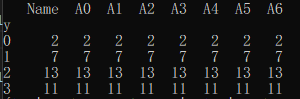 Name A0 A1 A2 A3 A4 A5 A6
y
0 2 2 2 2 2 2 2 2
1 7 7 7 7 7 7 7 7
2 13 13 13 13 13 13 13 13
3 11 11 11 11 11 11 11 11